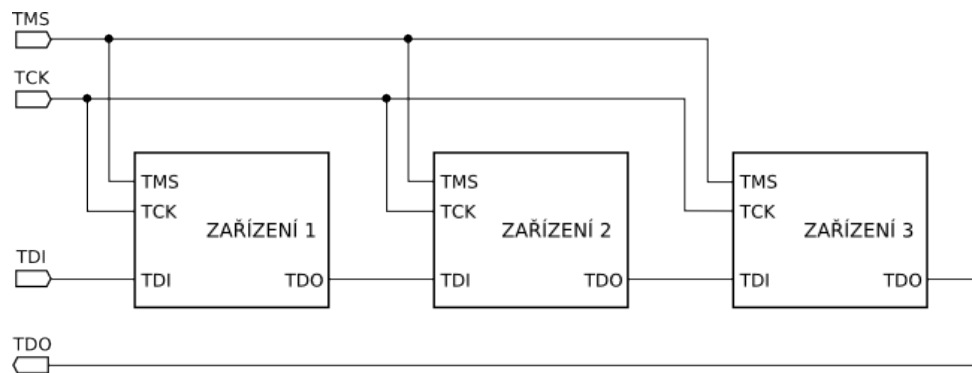 TMS
TCK
TMS
TCK
ZAŘÍZENÍ 1
TDI
TDO
TMS
TCK
ZAŘÍZENÍ 2
TDI
TDO
TMS
TCK
ZAŘÍZENÍ 3
TDI
TDO
TDI
TDO